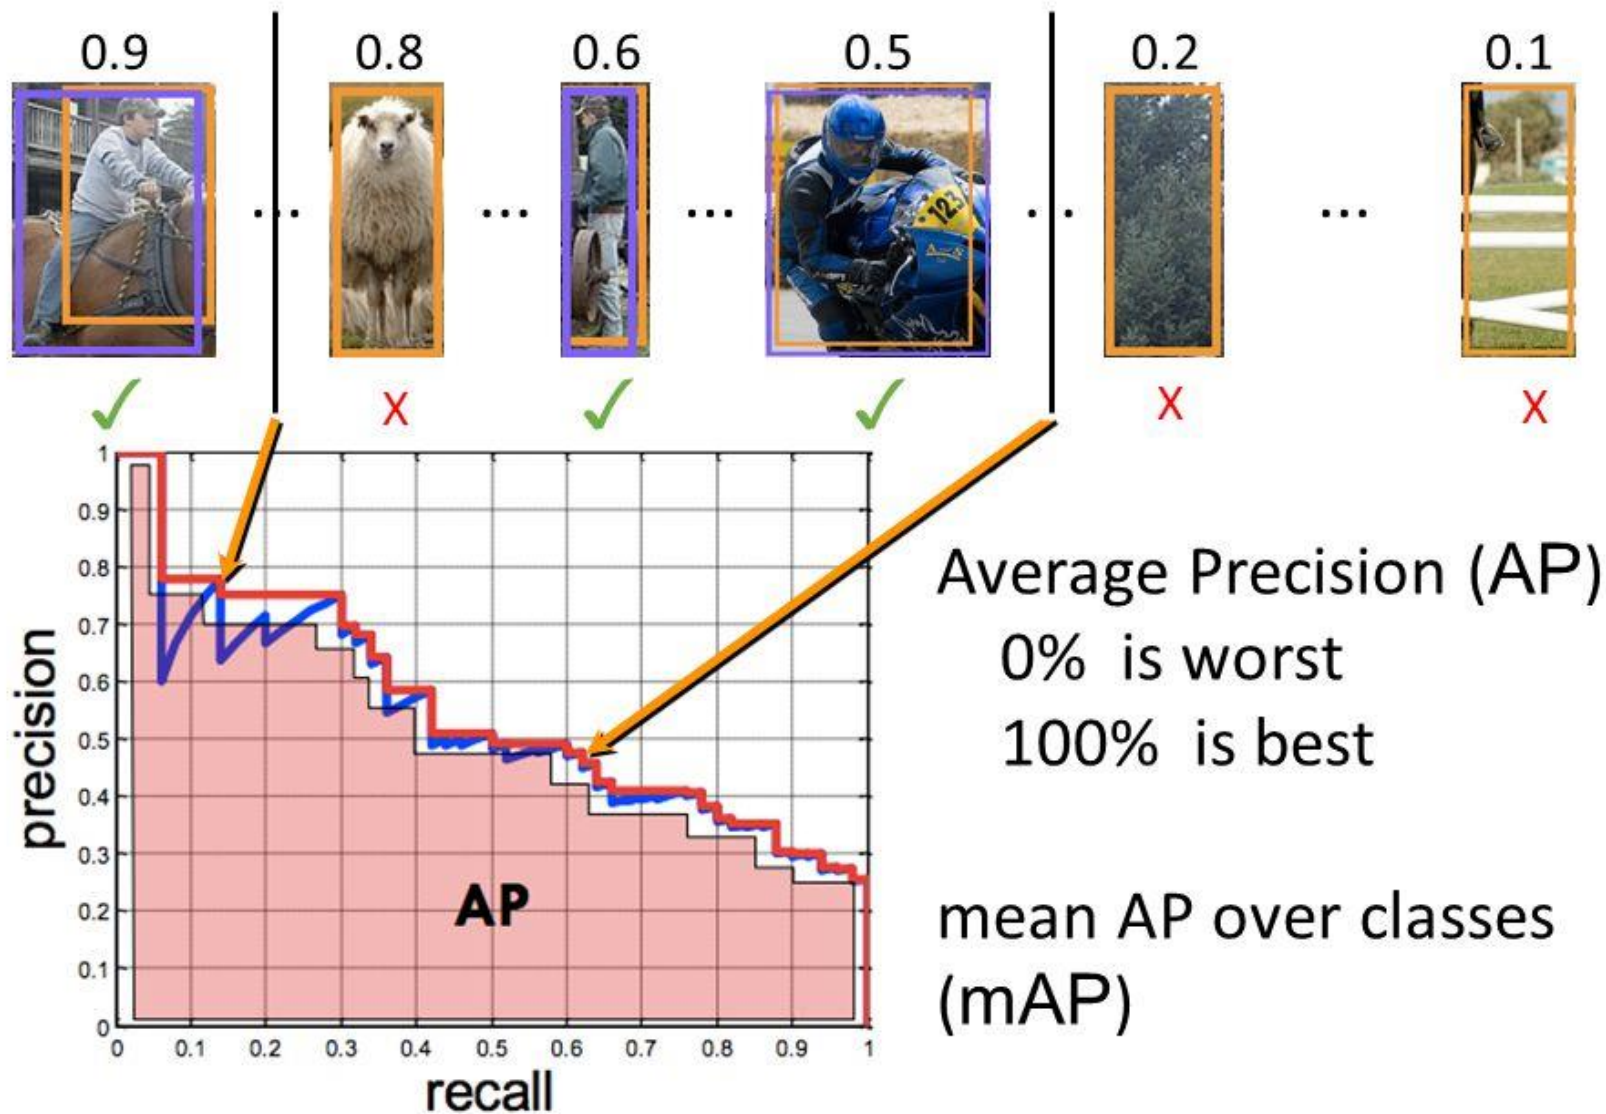 0.9 0.8 0.6 0.5 0.2 0.1
... ... ... ... ...
123
✓ X ✓ ✓ X X
1
0.9
0.8
0.7
0.6
0.5
0.4
0.3
0.2
0.1
0
precision
AP
0 0.1 0.2 0.3 0.4 0.5 0.6 0.7 0.8 0.9 1
recall
Average Precision (AP)
0% is worst
100% is best
mean AP over classes
(mAP)